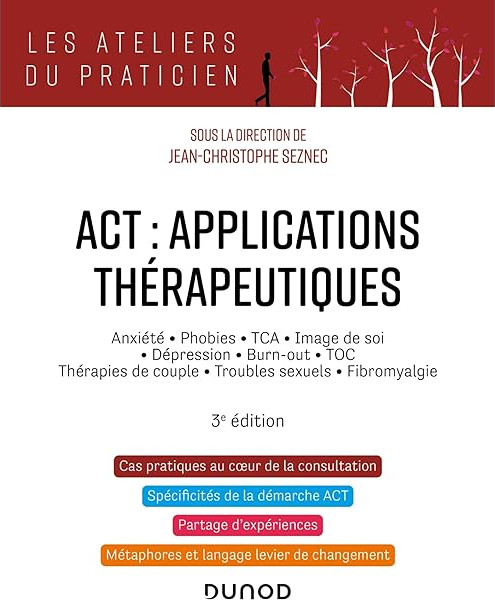 LES ATELIERS
DU PRATICIEN
SOUS LA DIRECTION DE
JEAN-CHRISTOPHE SEZNEC
ACT : APPLICATIONS
THÉRAPEUTIQUES
Anxiété • Phobies • TCA • Image de soi
• Dépression • Burn-out • TOC
Thérapies de couple • Troubles sexuels • Fibromyalgie
3e édition
Cas pratiques au cœur de la consultation
Spécificités de la démarche ACT
Partage d'expériences
Métaphores et langage levier de changement
DUNOD